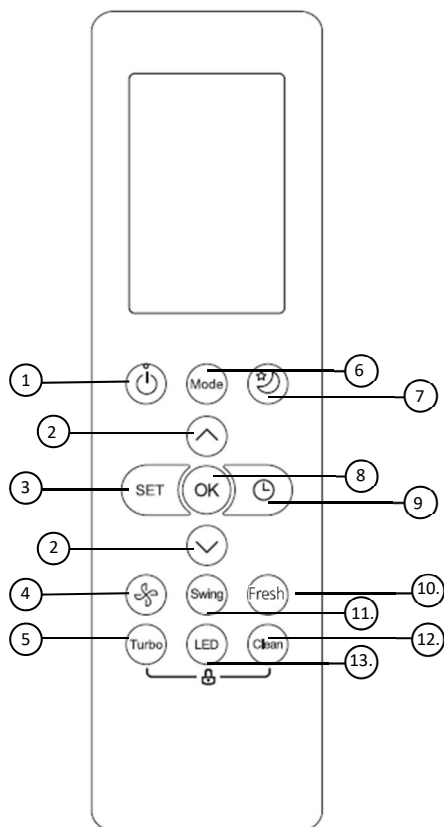 6
1
Mode
7
2
8
3
SET
OK
9
2
4
Swing
Fresh
10.
11.
5
Turbo
LED
Clean
12.
13.